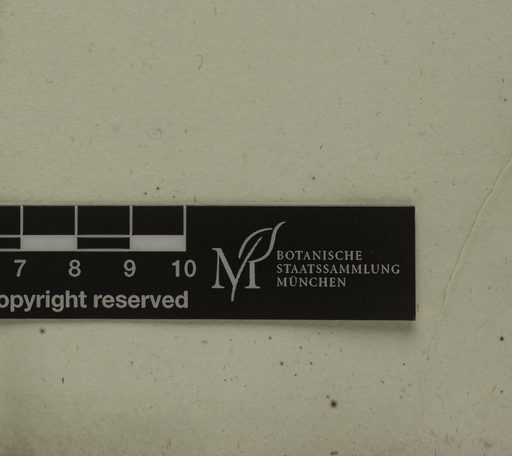 7 8 9 10
opyright reserved
M
BOTANISCHE
STAATSSAMMLUNG
MÜNCHEN